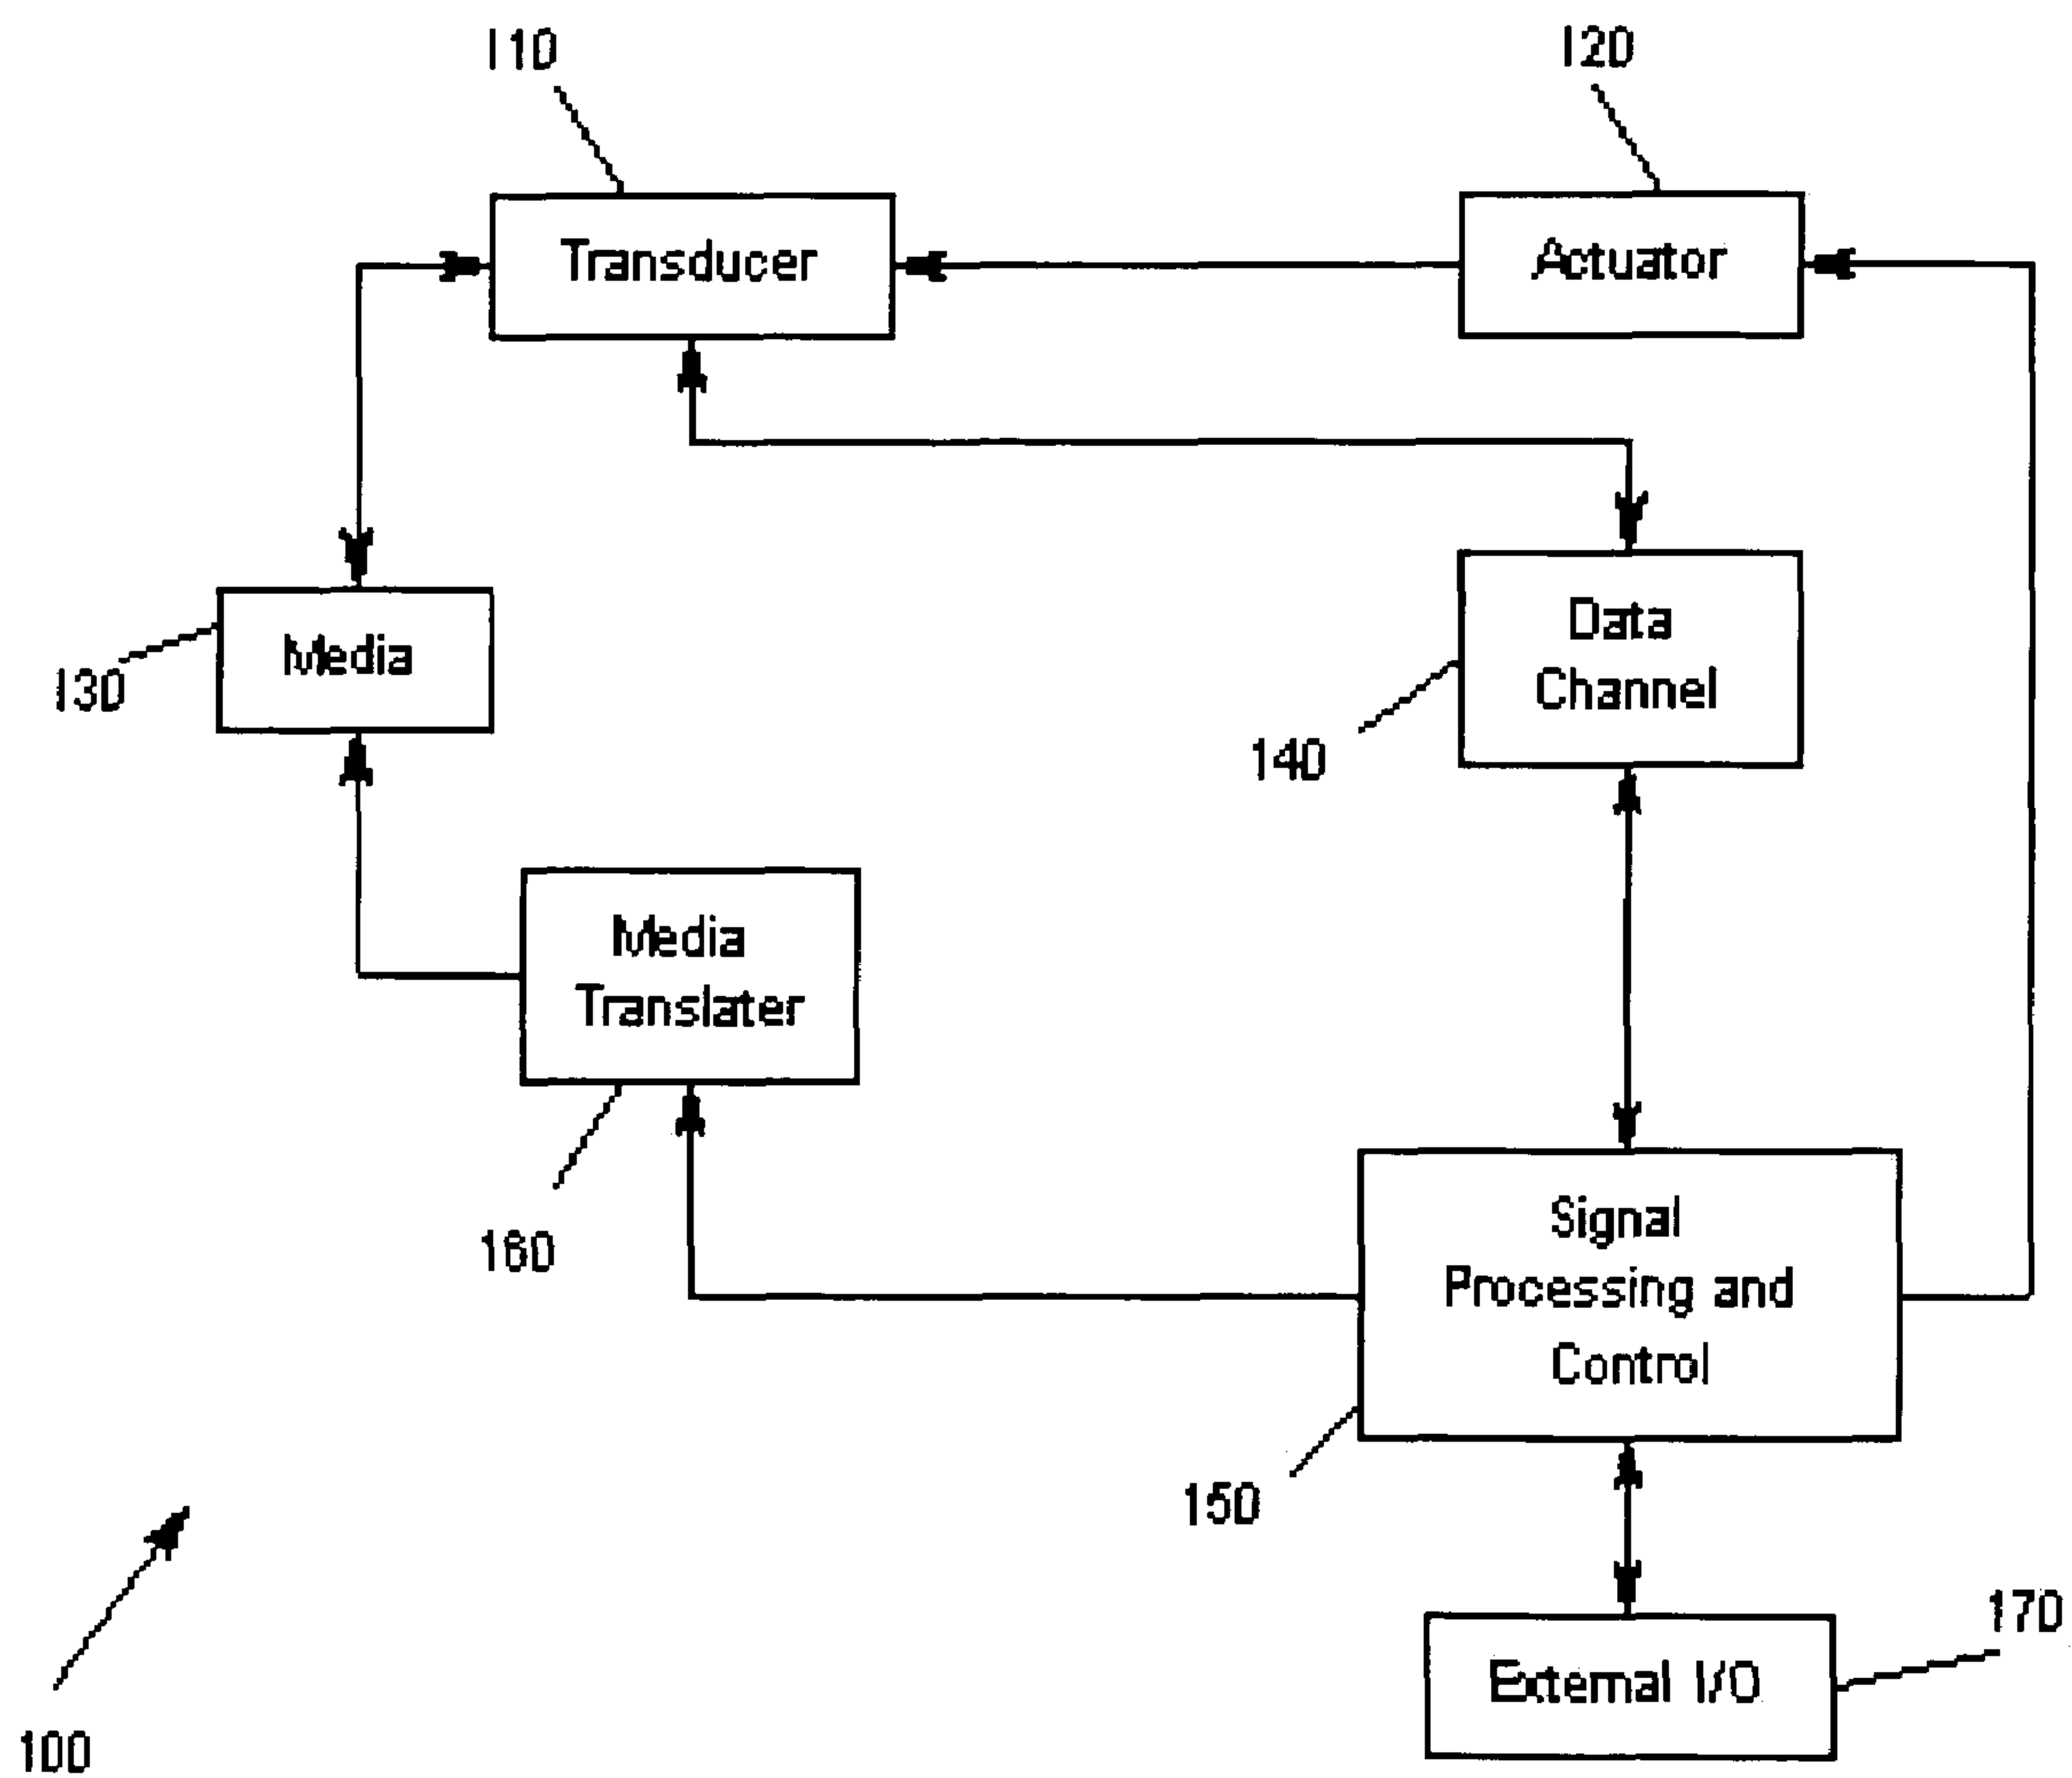 110
120
Transducer
Actuator
130
Media
Data
Channel
140
Media
Translater
160
Signal
Processing and
Control
150
170
External I/O
100